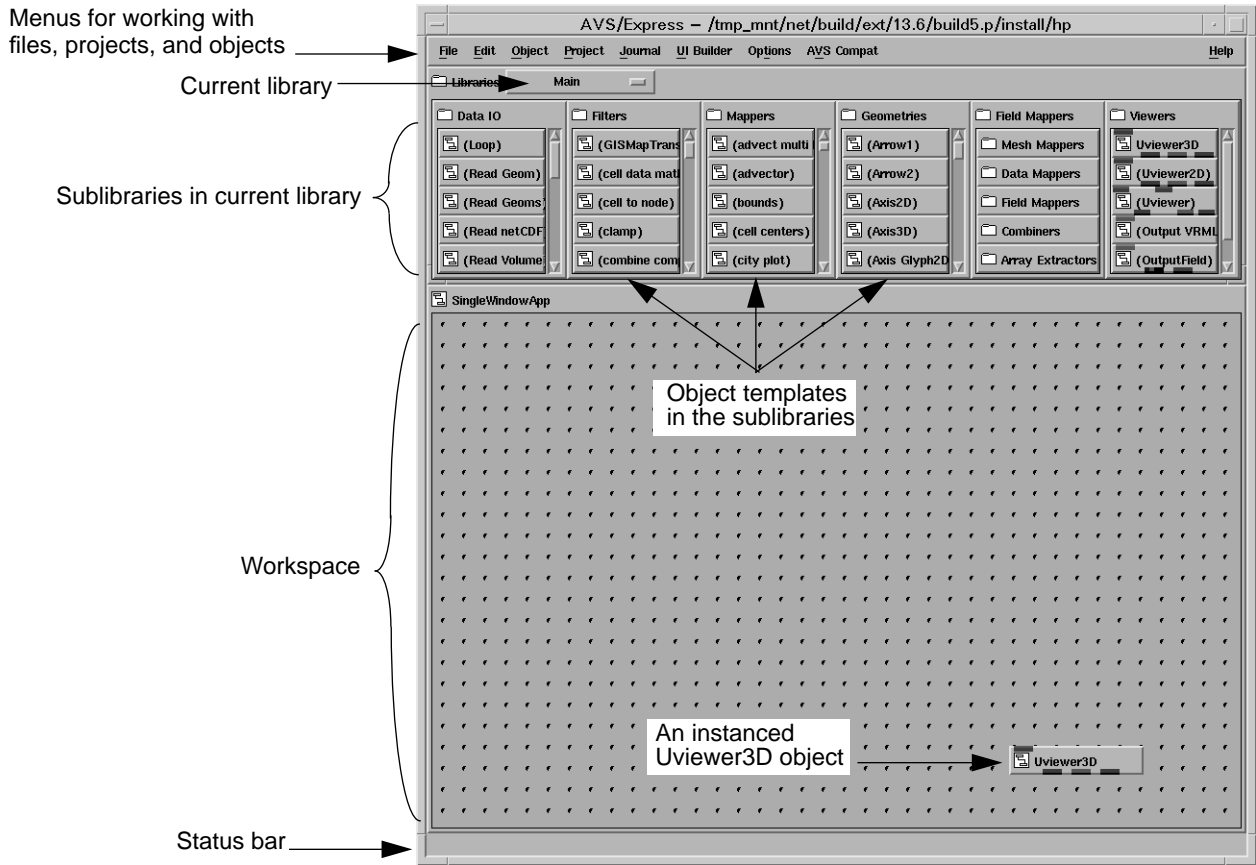 Menus for working with
files, projects, and objects
AVS/Express – /tmp_mnt/net/build/ext/13.6/build5.p/install/hp
File Edit Object Project Journal UI Builder Options AVS Compat Help
Current library
Libraries Main
Sublibraries in current library
Data IO
(Loop)
(Read Geom)
(Read Geoms
(Read netCDF
(Read Volume
Filters
(GISMapTrans
(cell data mat
(cell to node)
(clamp)
(combine com
Mappers
(advect multi
(advector)
(bounds)
(cell centers)
(city plot)
Geometries
(Arrow1)
(Arrow2)
(Axis2D)
(Axis3D)
(Axis Glyph2D
Field Mappers
Mesh Mappers
Data Mappers
Field Mappers
Combiners
Array Extractors
Viewers
Uviewer3D
(Uviewer2D)
(Uviewer)
(Output VRML
(OutputField)
SingleWindowApp
Object templates
in the sublibraries
Workspace
An instanced
Uviewer3D object
Uviewer3D
Status bar